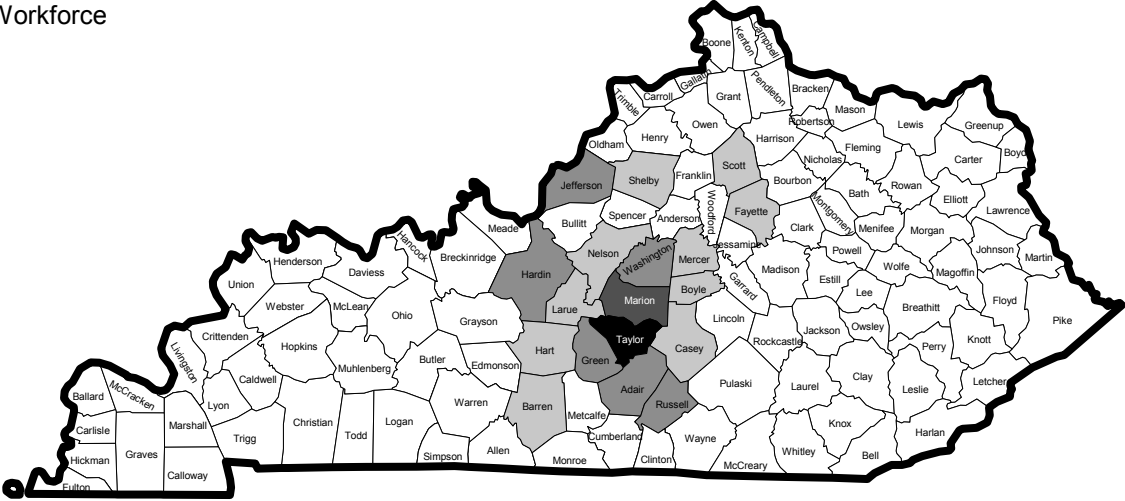 Workforce
Boone
Kenton
Campbell
Gallatin
Carroll
Trimble
Grant
Pendleton
Bracken
Mason
Robertson
Lewis
Greenup
Boyd
Carter
Owen
Henry
Oldham
Harrison
Fleming
Nicholas
Rowan
Elliott
Lawrence
Jefferson
Shelby
Franklin
Scott
Bourbon
Bath
Montgomery
Menifee
Morgan
Johnson
Martin
Spencer
Anderson
Woodford
Fayette
Clark
Powell
Wolfe
Magoffin
Floyd
Pike
Bullitt
Meade
Breckinridge
Hancock
Daviess
Henderson
Union
Webster
McLean
Ohio
Grayson
Hardin
Nelson
Washington
Mercer
Jessamine
Garrard
Madison
Estill
Lee
Breathitt
Knott
Perry
Owsley
Jackson
Rockcastle
Lincoln
Boyle
Marion
Larue
Taylor
Casey
Green
Hart
Edmonson
Butler
Muhlenberg
Hopkins
Crittenden
Livingston
Caldwell
Lyon
McCracken
Ballard
Carlisle
Hickman
Fulton
Graves
Marshall
Calloway
Trigg
Christian
Todd
Logan
Simpson
Warren
Allen
Barren
Metcalfe
Monroe
Cumberland
Adair
Russell
Clinton
Wayne
Pulaski
McCreary
Whitley
Laurel
Knox
Clay
Leslie
Letcher
Harlan
Bell